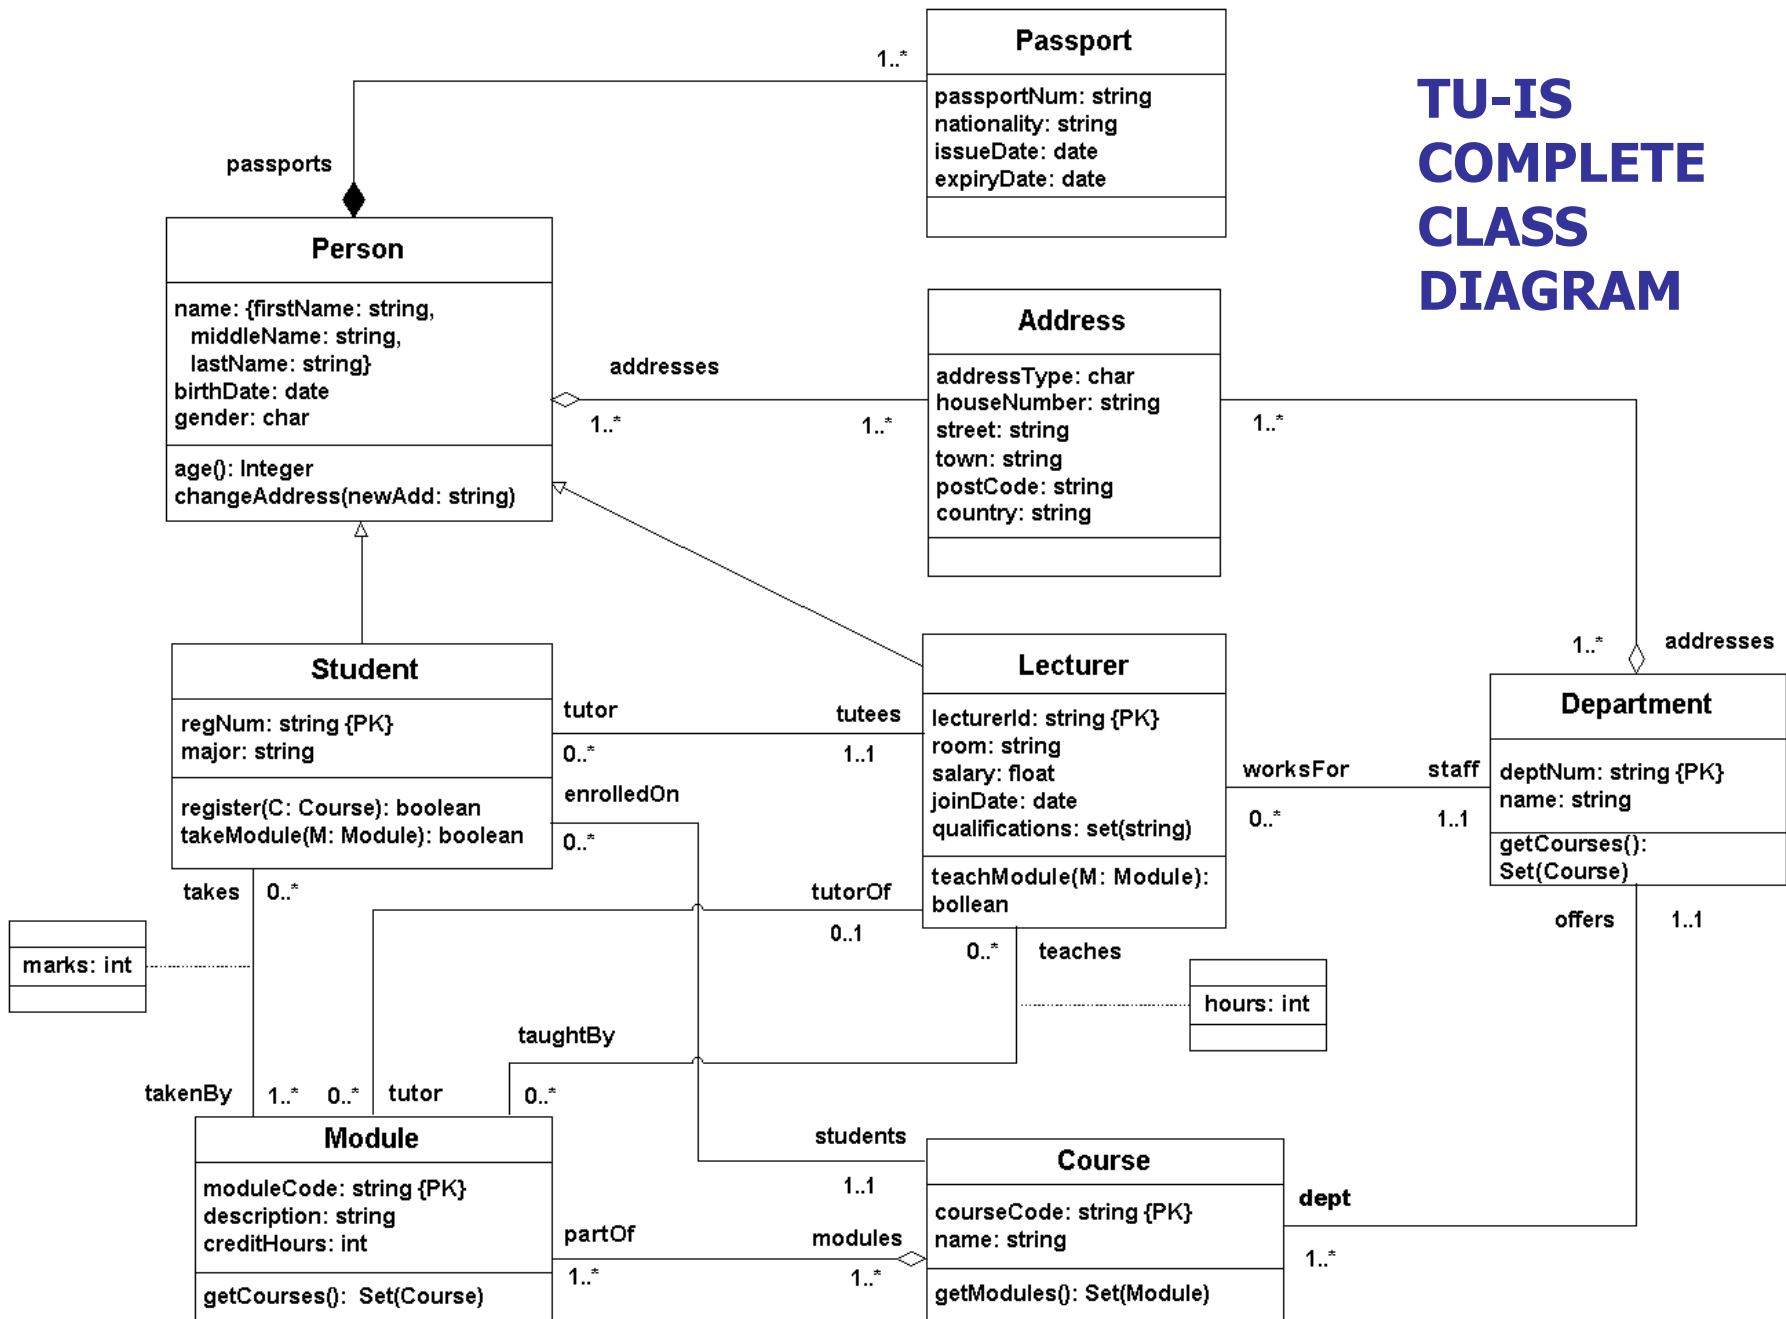 TU-IS
COMPLETE
CLASS
DIAGRAM
Passport
passportNum: string
nationality: string
issueDate: date
expiryDate: date
1..*
passports
Person
name: {firstName: string,
middleName: string,
lastName: string}
birthDate: date
gender: char
age(): Integer
changeAddress(newAdd: string)
addresses
1..*
1..*
Address
addressType: char
houseNumber: string
street: string
town: string
postCode: string
country: string
1..*
1..*
addresses
Student
regNum: string {PK}
major: string
register(C: Course): boolean
takeModule(M: Module): boolean
tutor
tutees
0..*
1..1
enrolledOn
0..*
Lecturer
lecturerId: string {PK}
room: string
salary: float
joinDate: date
qualifications: set(string)
teachModule(M: Module):
bollean
worksFor
staff
0..*
1..1
Department
deptNum: string {PK}
name: string
getCourses():
Set(Course)
takes
0..*
tutorOf
0..1
0..*
teaches
offers
1..1
marks: int
hours: int
taughtBy
takenBy
1..*
0..*
tutor
0..*
Module
moduleCode: string {PK}
description: string
creditHours: int
getCourses():  Set(Course)
students
1..1
partOf
modules
1..*
1..*
Course
courseCode: string {PK}
name: string
getModules(): Set(Module)
dept
1..*